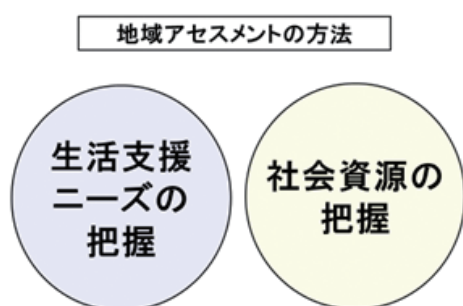 地域アセスメントの方法
生活支援
ニーズの
把握
社会資源の
把握